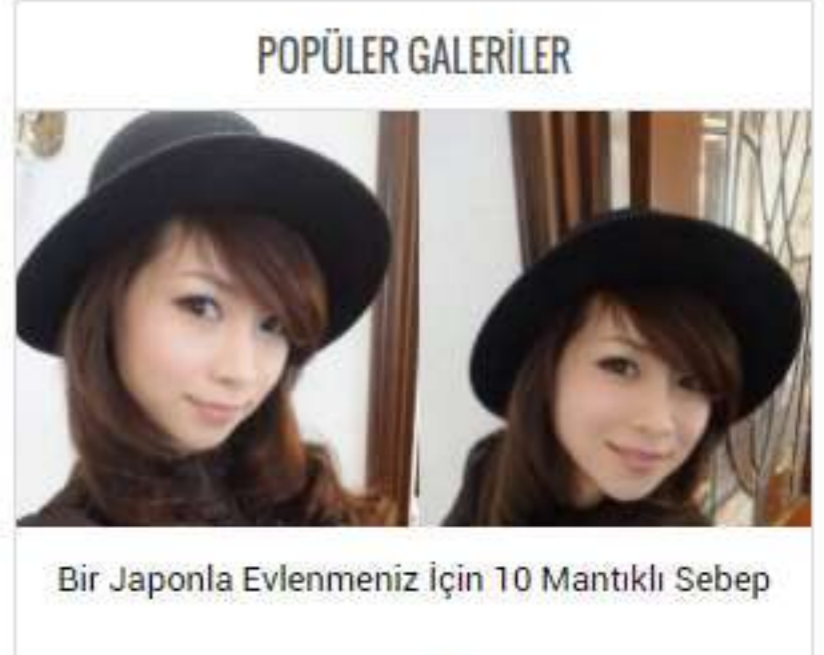 POPÜLER GALERİLER
Bir Japonla Evlenmeniz İçin 10 Mantıklı Sebep